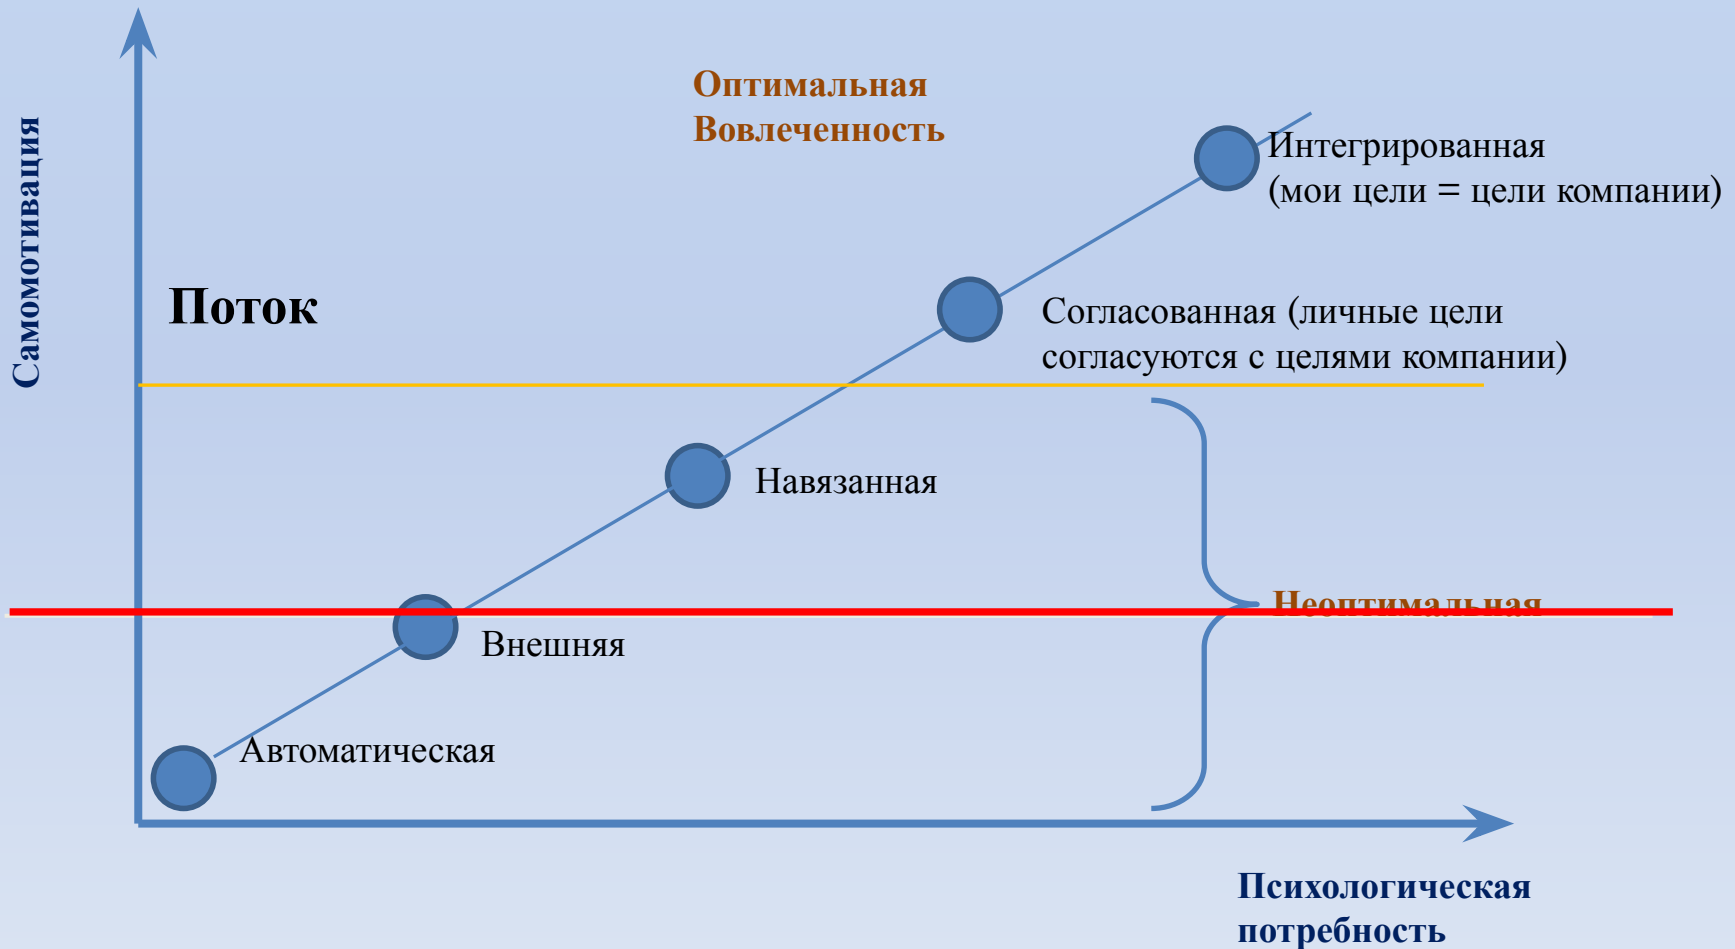 Оптимальная
Вовлеченность
Самомотивация
Интегрированная
(мои цели = цели компании)
Поток
Согласованная (личные цели
согласуются с целями компании)
Навязанная
Неоптимальная
Внешняя
Автоматическая
Психологическая
потребность